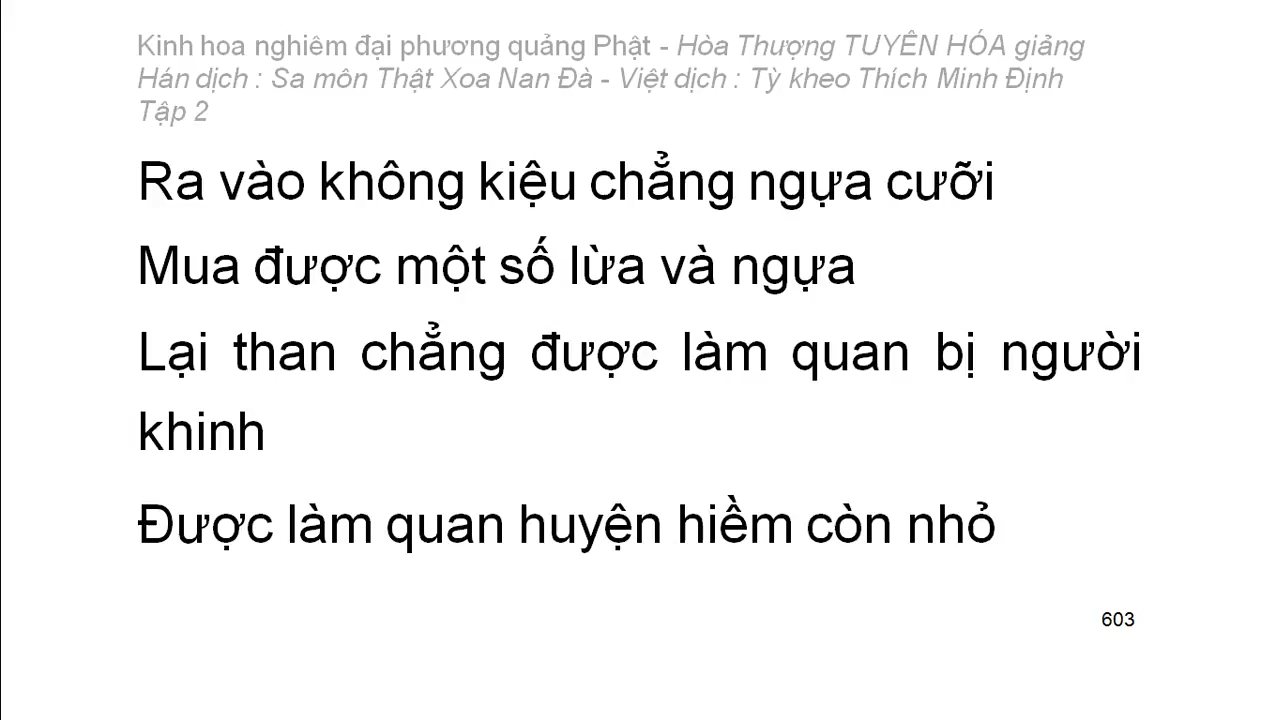 Kinh hoa nghiêm đại phương quảng Phật - Hòa Thượng TUYÊN HÓA giảng
Hán dịch : Sa môn Thật Xoa Nan Đà - Việt dịch : Tỳ kheo Thích Minh Định
Tập 2
Ra vào không kiệu chẳng ngựa cưỡi
Mua được một số lừa và ngựa
Lại than chẳng được làm quan bị người
khinh
Được làm quan huyện hiềm còn nhỏ
603